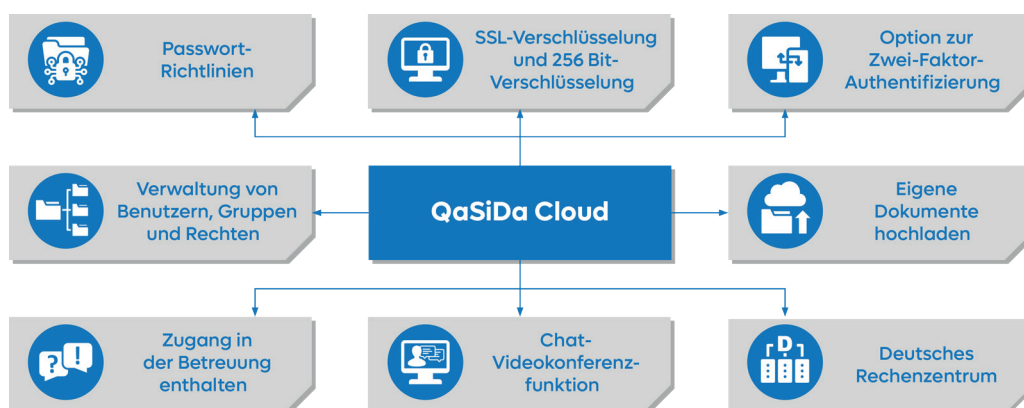 Passwort-
Richtlinien
SSL-Verschlüsselung
und 256 Bit-
Verschlüsselung
Option zur
Zwei-Faktor-
Authentifizierung
Verwaltung von
Benutzern, Gruppen
und Rechten
QaSiDa Cloud
Eigene
Dokumente
hochladen
Zugang in
der Betreuung
enthalten
?!
Chat-
Videokonferenz-
funktion
D
Deutsches
Rechenzentrum